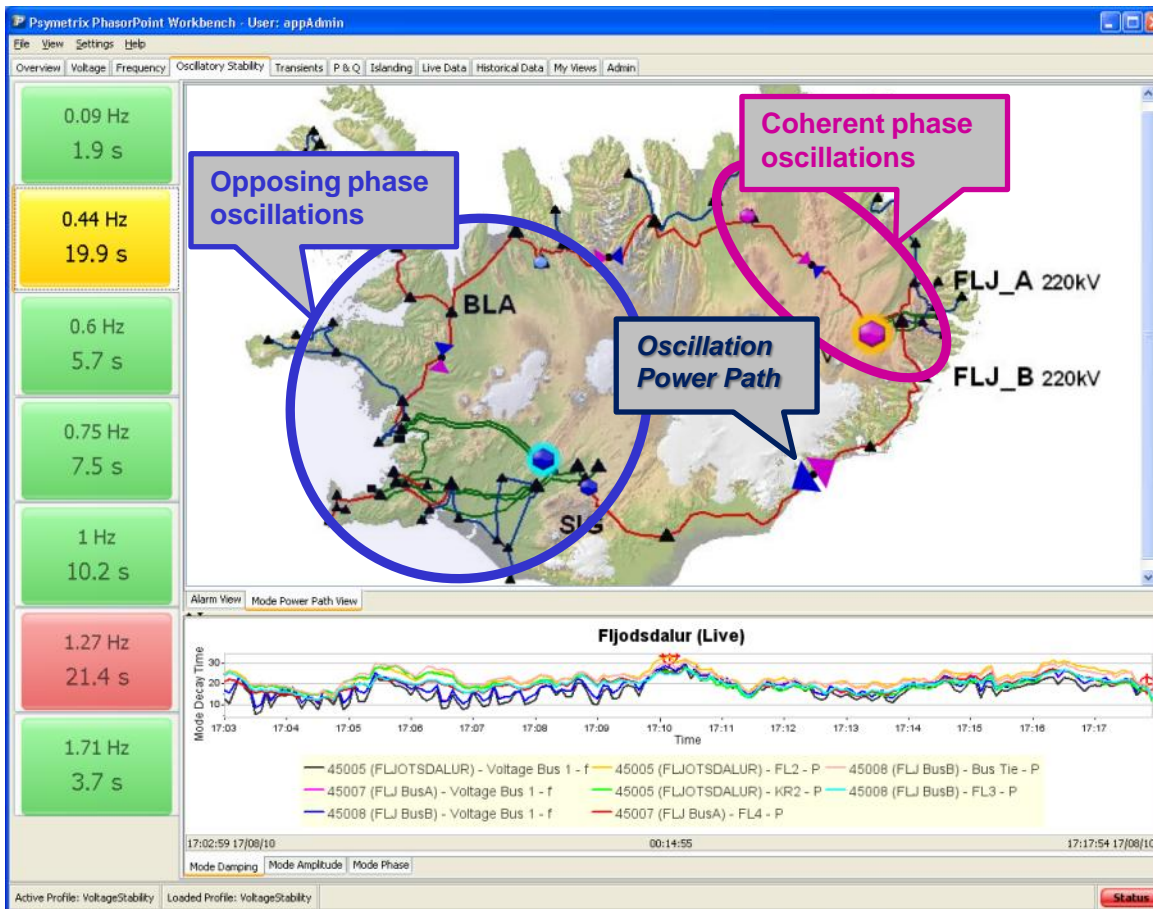 Psymetrix PhasorPoint Workbench - User: appAdmin
File View Settings Help
Overview Voltage Frequency Oscillatory Stability Transients P & Q Islanding Live Data Historical Data My Views Admin
0.09 Hz
1.9 s
0.44 Hz
19.9 s
0.6 Hz
5.7 s
0.75 Hz
7.5 s
1 Hz
10.2 s
1.27 Hz
21.4 s
1.71 Hz
3.7 s
Opposing phase
oscillations
Coherent phase
oscillations
BLA
FLJ_A 220kV
Oscillation
Power Path
FLJ_B 220kV
SIG
Alarm View Mode Power Path View
Fljodsdalur (Live)
Mode Decay Time
30
20
10
17:03 17:04 17:05 17:06 17:07 17:08 17:09 17:10 17:11 17:12 17:13 17:14 17:15 17:16 17:17
Time
45005 (FLJOTSDALUR) - Voltage Bus 1 - f 45005 (FLJOTSDALUR) - FL2 - P 45008 (FLJ BusB) - Bus Tie - P
45007 (FLJ BusA) - Voltage Bus 1 - f 45005 (FLJOTSDALUR) - KR2 - P 45008 (FLJ BusB) - FL3 - P
45008 (FLJ BusB) - Voltage Bus 1 - f 45007 (FLJ BusA) - FL4 - P
17:02:59 17/08/10 00:14:55 17:17:54 17/08/10
Mode Damping Mode Amplitude Mode Phase
Active Profile: VoltageStability Loaded Profile: VoltageStability Status